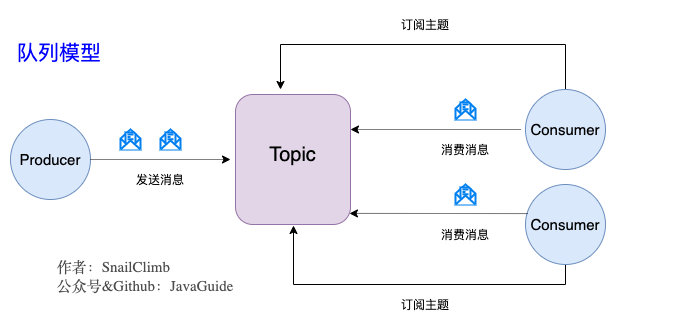 订阅主题
队列模型
Consumer
消费消息
Producer
发送消息
Topic
消费消息
Consumer
作者：SnailClimb
公众号&Github：JavaGuide
订阅主题